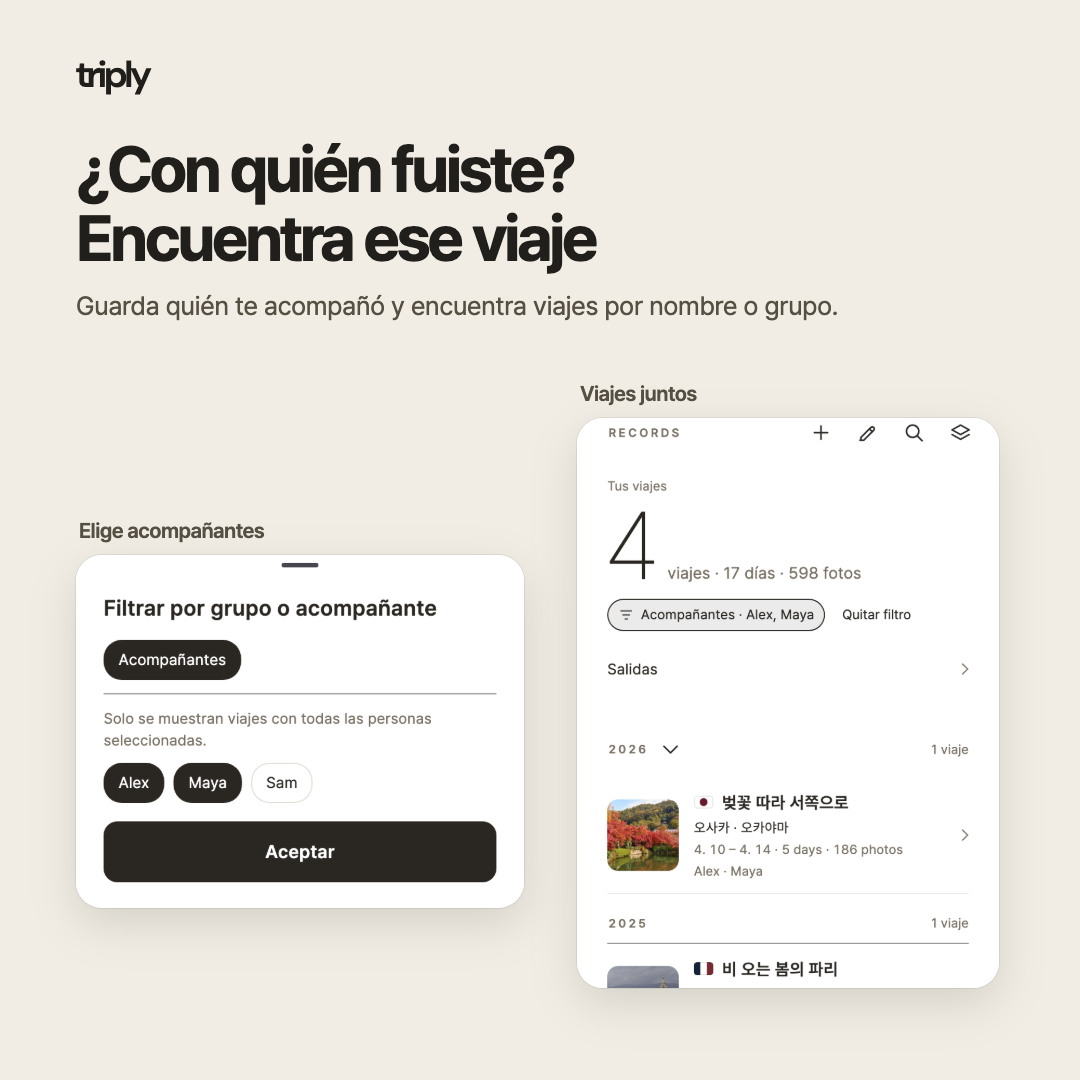 triply
¿Con quién fuiste?
Encuentra ese viaje
Guarda quién te acompañó y encuentra viajes por nombre o grupo.
Elige acompañantes
Filtrar por grupo o acompañante
Acompañantes
Solo se muestran viajes con todas las personas
seleccionadas.
Alex Maya Sam
Aceptar
Viajes juntos
RECORDS
Tus viajes
4 viajes · 17 días · 598 fotos
Acompañantes · Alex, Maya Quitar filtro
Salidas
2026 1 viaje
벚꽃 따라 서쪽으로
오사카 · 오카야마
4. 10 – 4. 14 · 5 days · 186 photos
Alex · Maya
2025 1 viaje
비 오는 봄의 파리